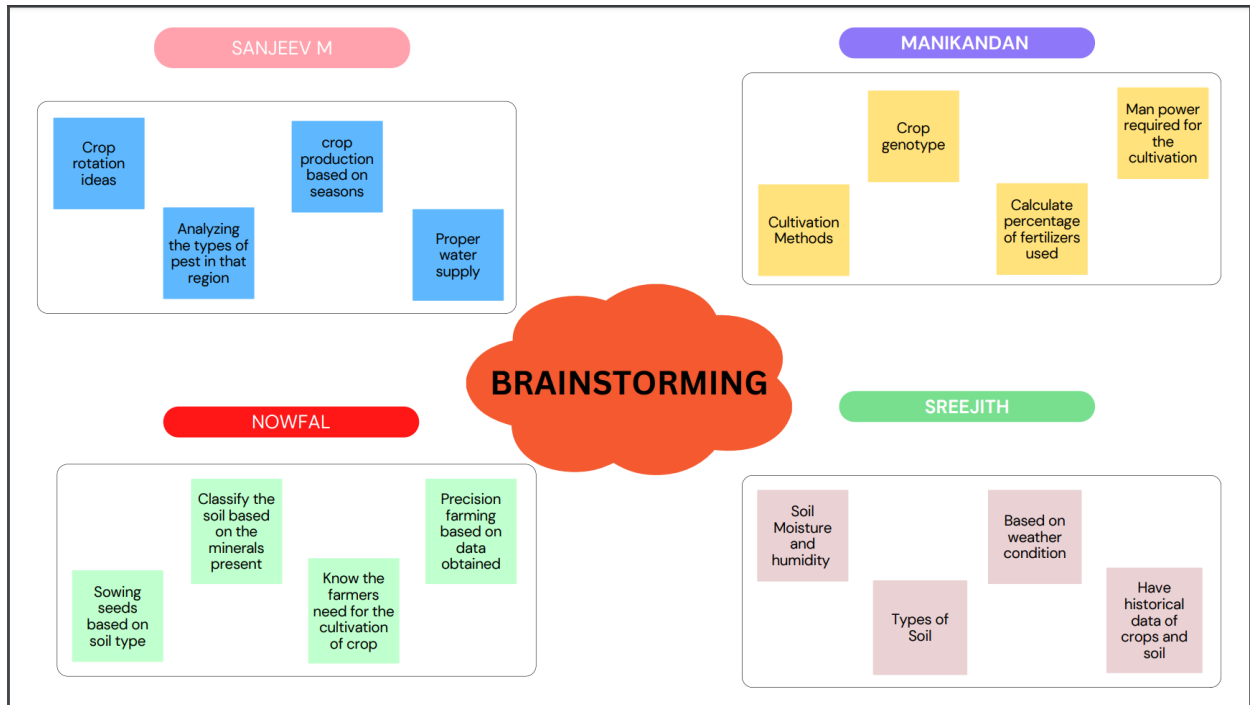 SANJEEV M
Crop
rotation
ideas
Analyzing
the types of
pest in that
region
crop
production
based on
seasons
Proper
water
supply
MANIKANDAN
Cultivation
Methods
Crop
genotype
Calculate
percentage
of fertilizers
used
Man power
required for
the
cultivation
BRAINSTORMING
NOWFAL
Sowing
seeds
based on
soil type
Classify the
soil based
on the
minerals
present
Know the
farmers
need for the
cultivation
of crop
Precision
farming
based on
data
obtained
SREEJITH
Soil
Moisture
and
humidity
Types of
Soil
Based on
weather
condition
Have
historical
data of
crops and
soil